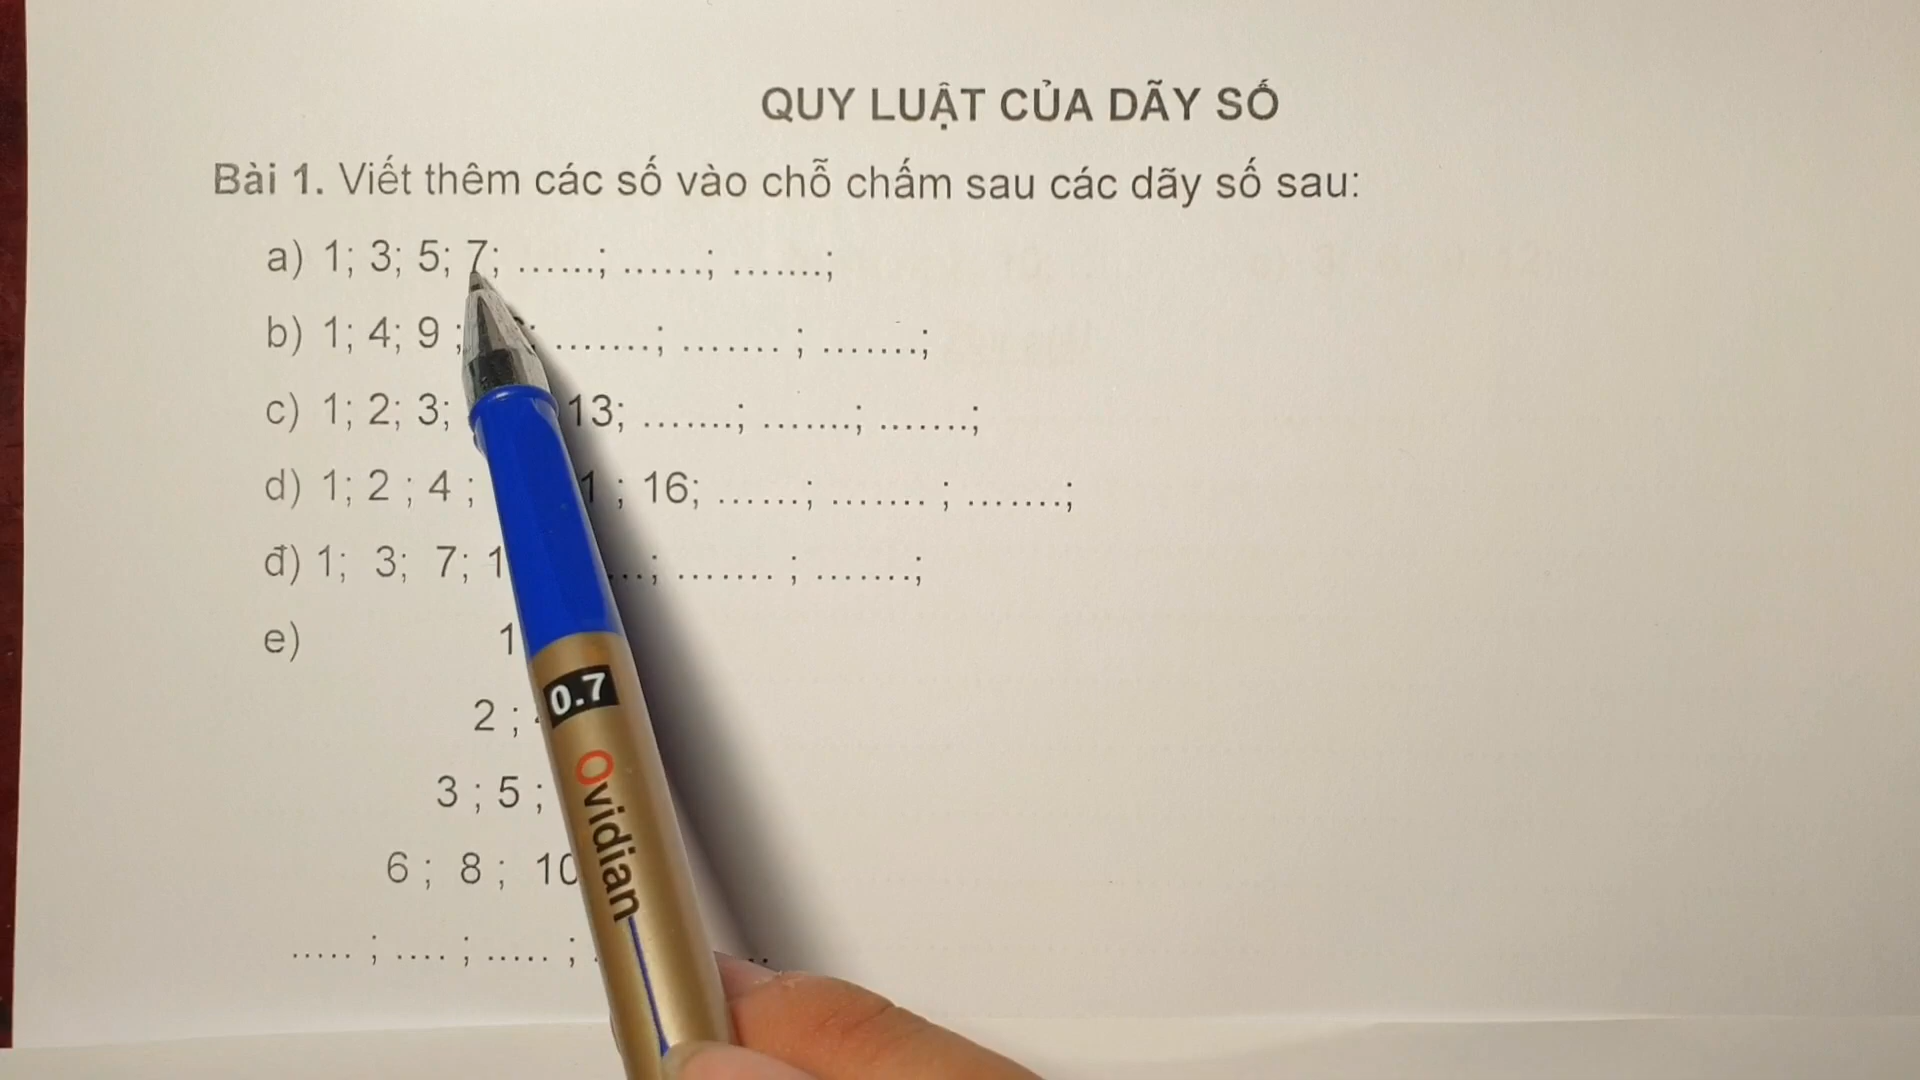 QUY LUẬT CỦA DÃY SỐ
Bài 1. Viết thêm các số vào chỗ chấm sau các dãy số sau:
a) 1; 3; 5; 7; ......; .......; ........;
b) 1; 4; 9 ; ........; ....... ; ........;
c) 1; 2; 3; 13; ........; ........; ........;
d) 1; 2 ; 4 ; ; 16; ......; ....... ; ........;
đ) 1; 3; 7; ...; ....... ; ........;
e) 1
2 ;
3 ; 5 ;
6 ; 8 ; 10
..... ; .... ; ..... ;
0.7
Ovidian